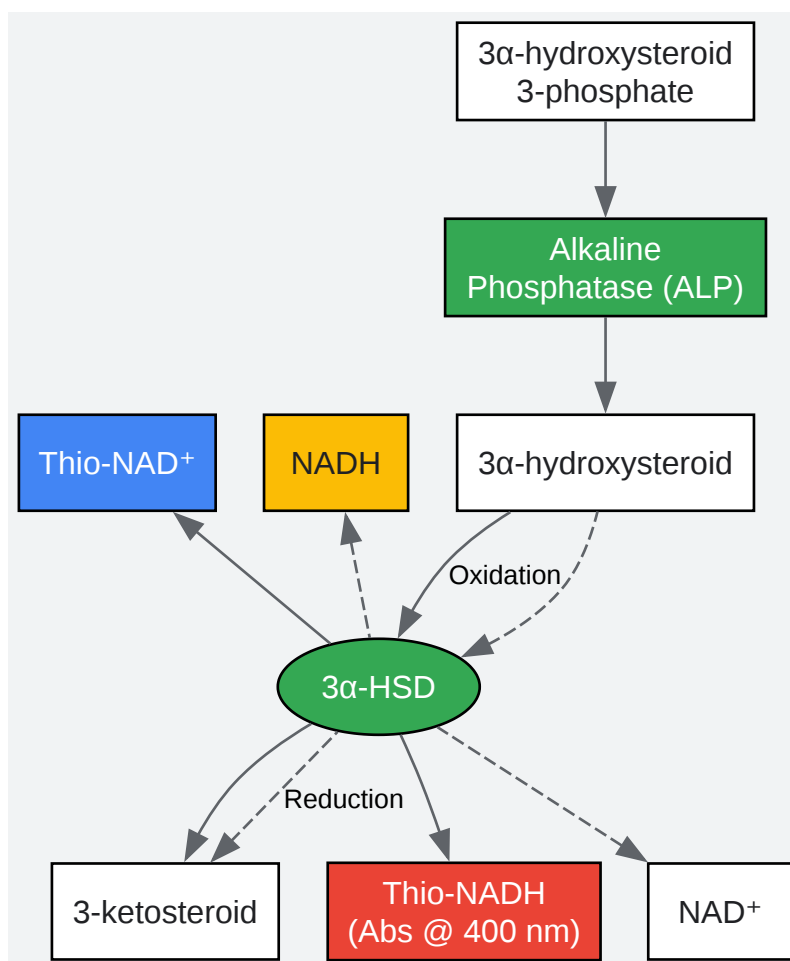 3α-hydroxysteroid
3-phosphate
Alkaline
Phosphatase (ALP)
Thio-NAD⁺
NADH
3α-hydroxysteroid
Oxidation
3α-HSD
Reduction
3-ketosteroid
Thio-NADH
(Abs @ 400 nm)
NAD⁺